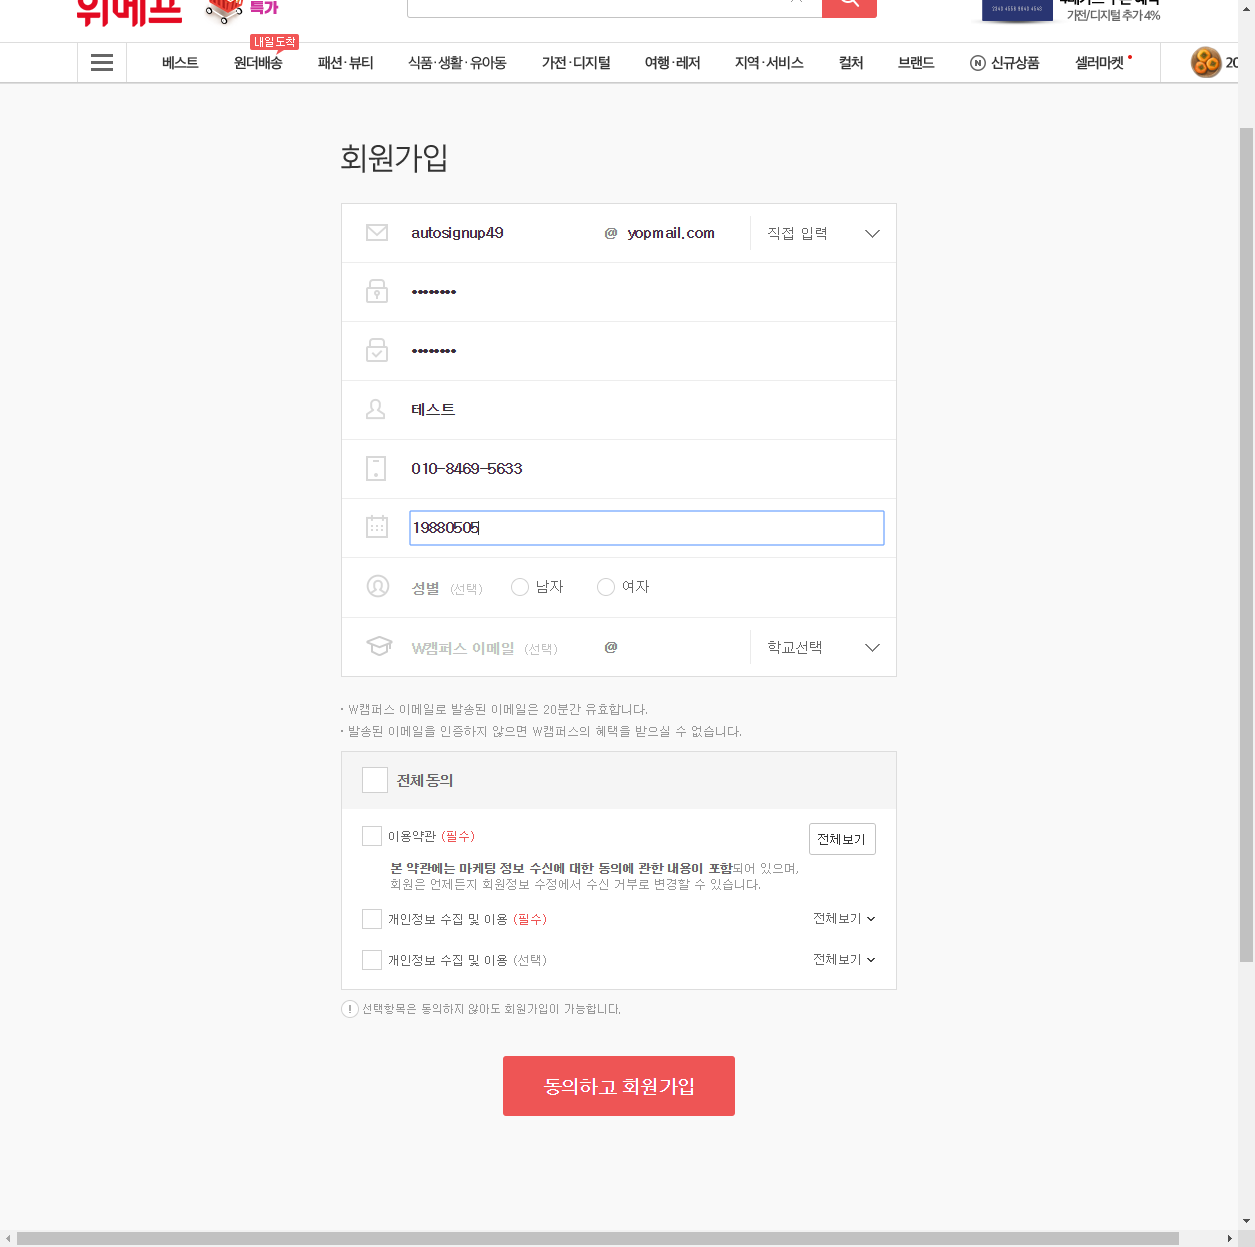 위메프
특가
가전/디지털 추가 4%
내일도착
베스트
원더배송
패션·뷰티
식품·생활·유아동
가전·디지털
여행·레저
지역·서비스
컬처
브랜드
N 신규상품
셀러마켓
20
회원가입
autosignup49 @ yopmail.com 직접 입력
••••••••
••••••••
테스트
010-8469-5633
19880505
성별 (선택) 남자 여자
W캠퍼스 이메일 (선택) @ 학교선택
· W캠퍼스 이메일로 발송된 이메일은 20분간 유효합니다.
· 발송된 이메일을 인증하지 않으면 W캠퍼스의 혜택을 받으실 수 없습니다.
전체 동의
이용약관 (필수) 전체보기
본 약관에는 마케팅 정보 수신에 대한 동의에 관한 내용이 포함되어 있으며,
회원은 언제든지 회원정보 수정에서 수신 거부로 변경할 수 있습니다.
개인정보 수집 및 이용 (필수) 전체보기
개인정보 수집 및 이용 (선택) 전체보기
! 선택항목은 동의하지 않아도 회원가입이 가능합니다.
동의하고 회원가입